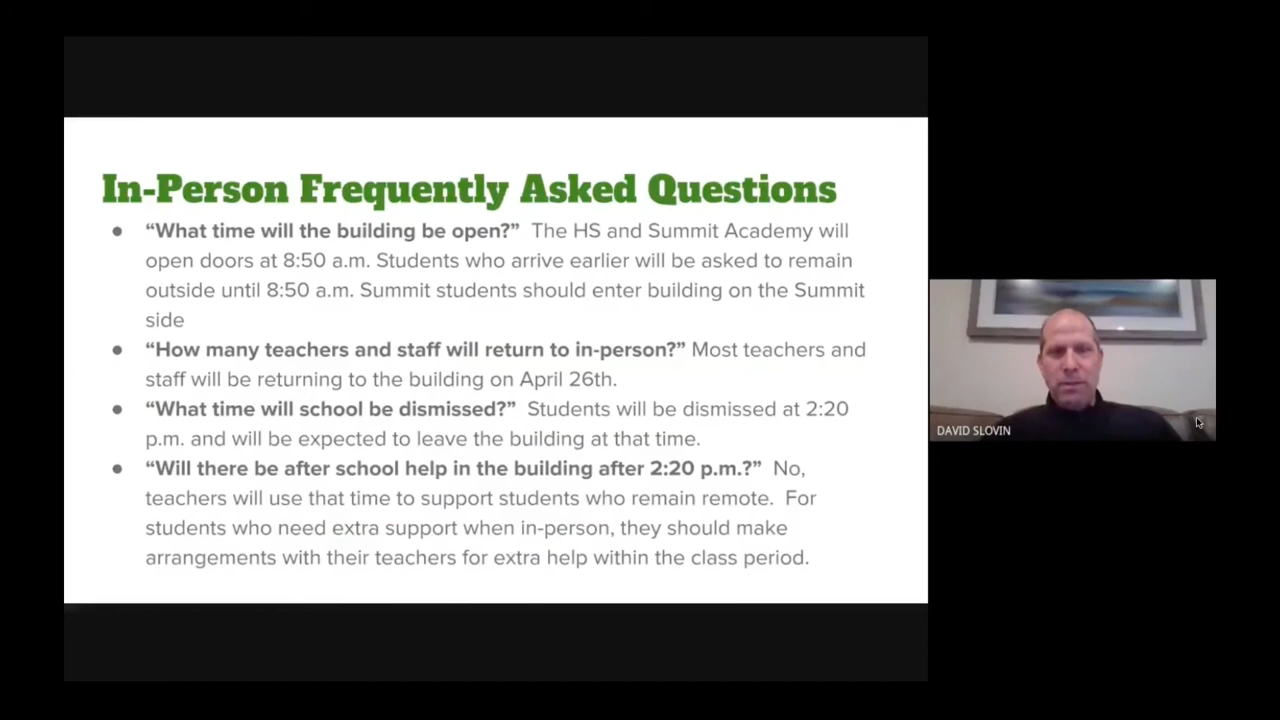 In-Person Frequently Asked Questions
● “What time will the building be open?”  The HS and Summit Academy will
open doors at 8:50 a.m. Students who arrive earlier will be asked to remain
outside until 8:50 a.m. Summit students should enter building on the Summit
side
● “How many teachers and staff will return to in-person?” Most teachers and
staff will be returning to the building on April 26th.
● “What time will school be dismissed?”  Students will be dismissed at 2:20
p.m. and will be expected to leave the building at that time.
● “Will there be after school help in the building after 2:20 p.m.?”  No,
teachers will use that time to support students who remain remote.  For
students who need extra support when in-person, they should make
arrangements with their teachers for extra help within the class period.
DAVID SLOVIN